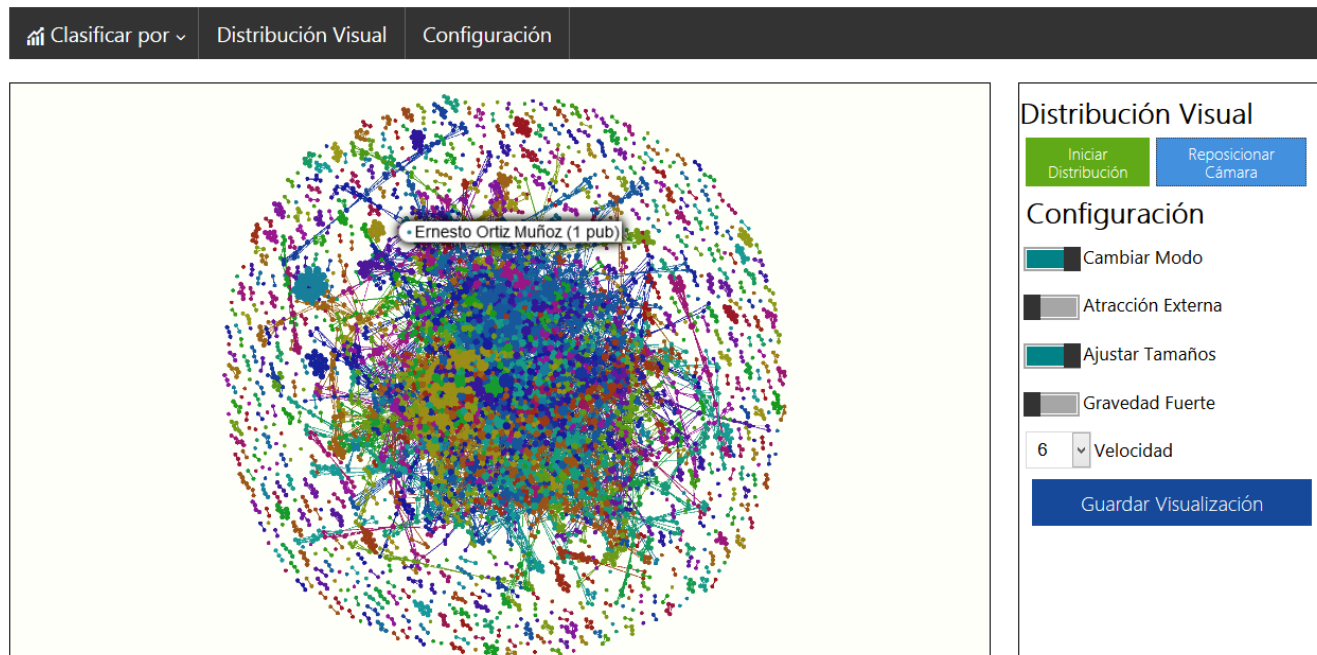 Clasificar por
Distribución Visual
Configuración
Ernesto Ortiz Muñoz (1 pub)
Distribución Visual
Iniciar
Distribución
Reposicionar
Cámara
Configuración
Cambiar Modo
Atracción Externa
Ajustar Tamaños
Gravedad Fuerte
6
Velocidad
Guardar Visualización